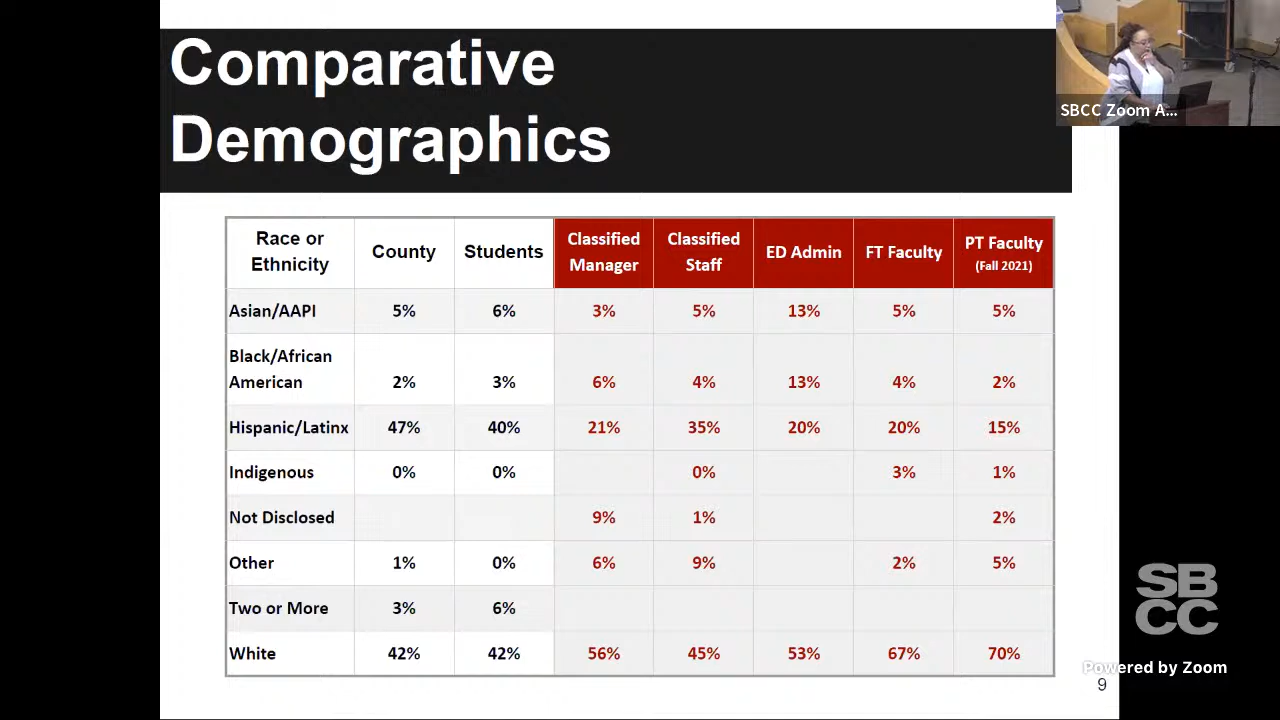 Comparative
Demographics
SBCC Zoom A...
Race or
Ethnicity
County
Students
Classified
Manager
Classified
Staff
ED Admin
FT Faculty
PT Faculty
(Fall 2021)
Asian/AAPI 5% 6% 3% 5% 13% 5% 5%
Black/African
American 2% 3% 6% 4% 13% 4% 2%
Hispanic/Latinx 47% 40% 21% 35% 20% 20% 15%
Indigenous 0% 0% 0% 3% 1%
Not Disclosed 9% 1% 2%
Other 1% 0% 6% 9% 2% 5%
Two or More 3% 6%
White 42% 42% 56% 45% 53% 67% 70%
SB
CC
Powered by Zoom
9